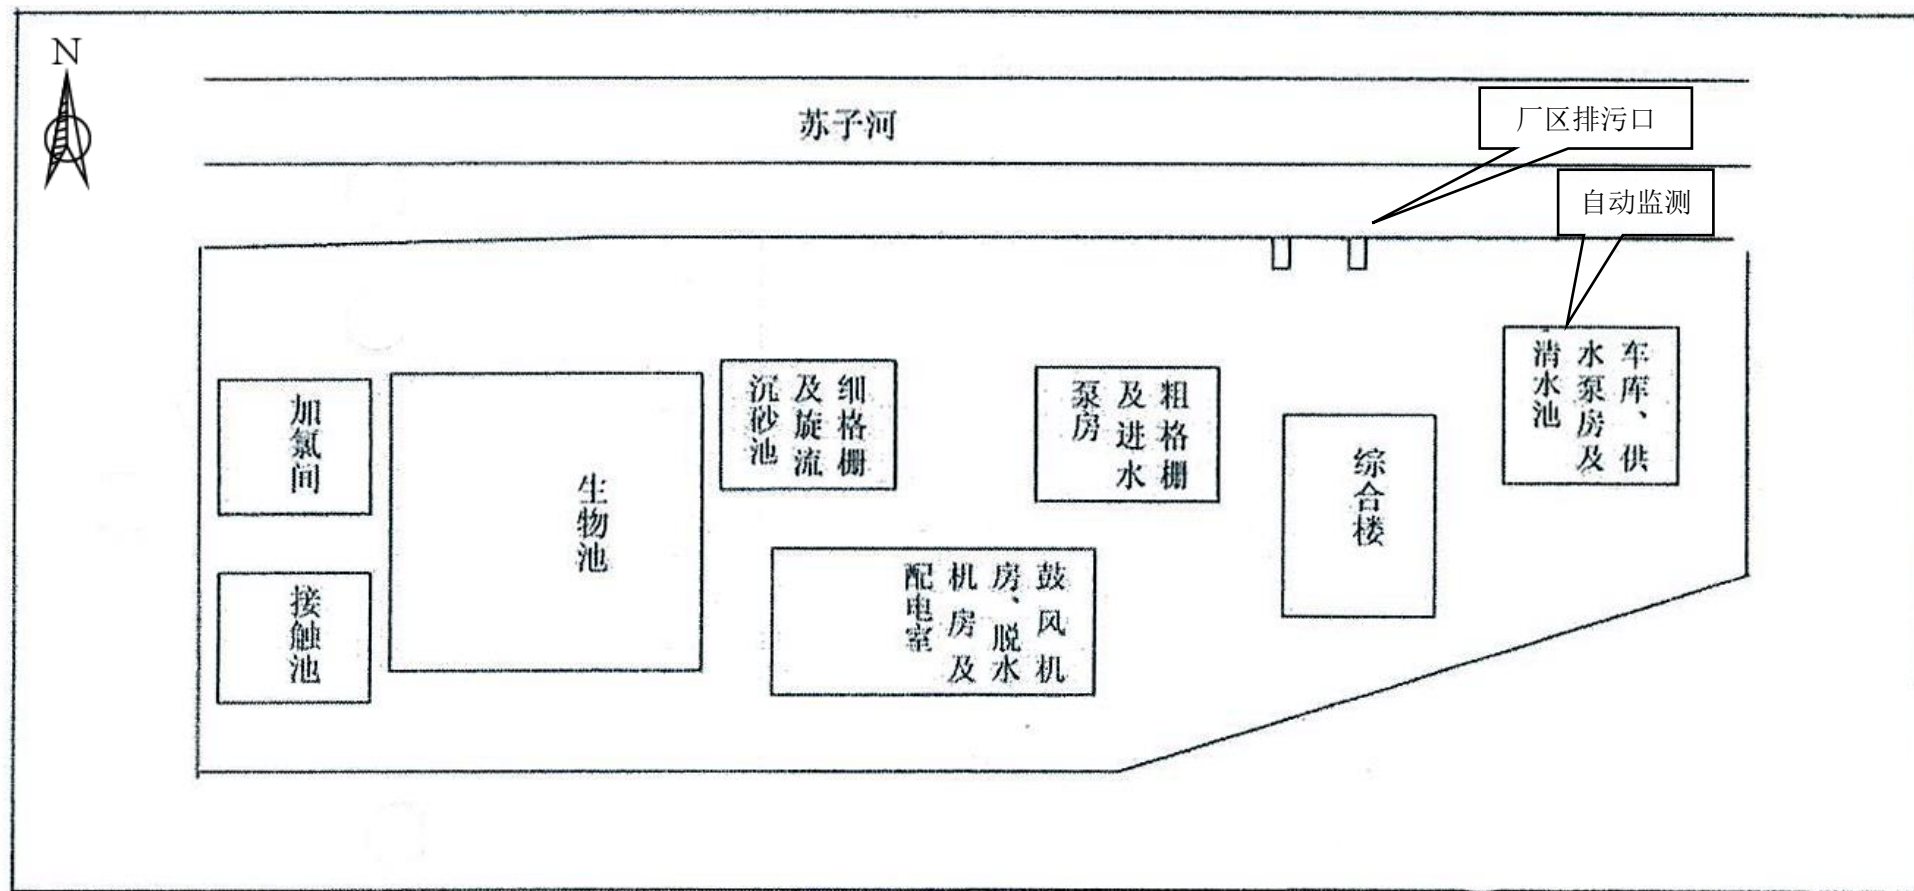 N
苏子河
厂区排污口
自动监测
加氯间
接触池
生物池
细格栅
及旋流
沉砂池
粗格栅
及进水
泵房
鼓风机
房、脱水
机房及
配电室
综合楼
车库、供
水泵房及
清水池